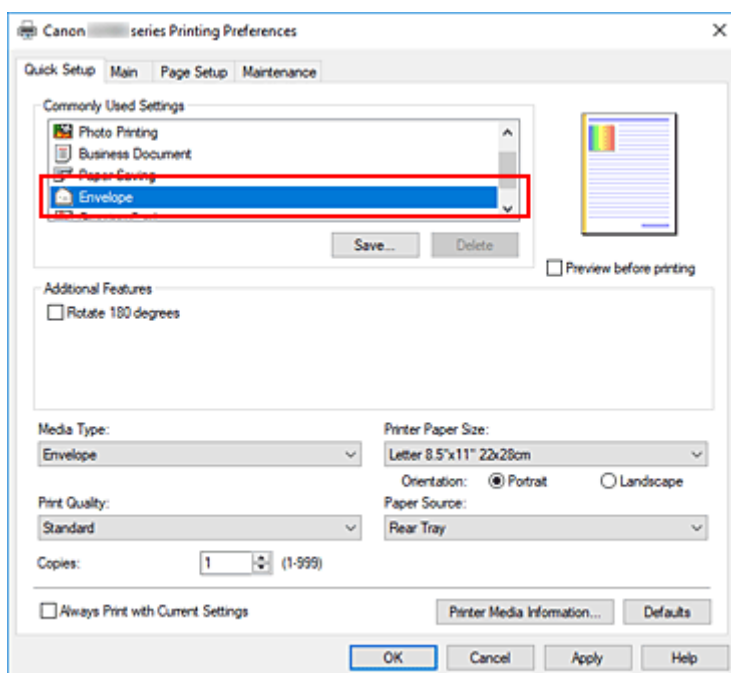 Canon series Printing Preferences
Quick Setup Main Page Setup Maintenance
Commonly Used Settings
Photo Printing
Business Document
Paper Saving
Envelope
Save... Delete
Preview before printing
Additional Features
Rotate 180 degrees
Media Type: Printer Paper Size:
Envelope Letter 8.5"x11" 22x28cm
Orientation: Portrait Landscape
Print Quality: Paper Source:
Standard Rear Tray
Copies: 1 (1-999)
Always Print with Current Settings Printer Media Information... Defaults
OK Cancel Apply Help